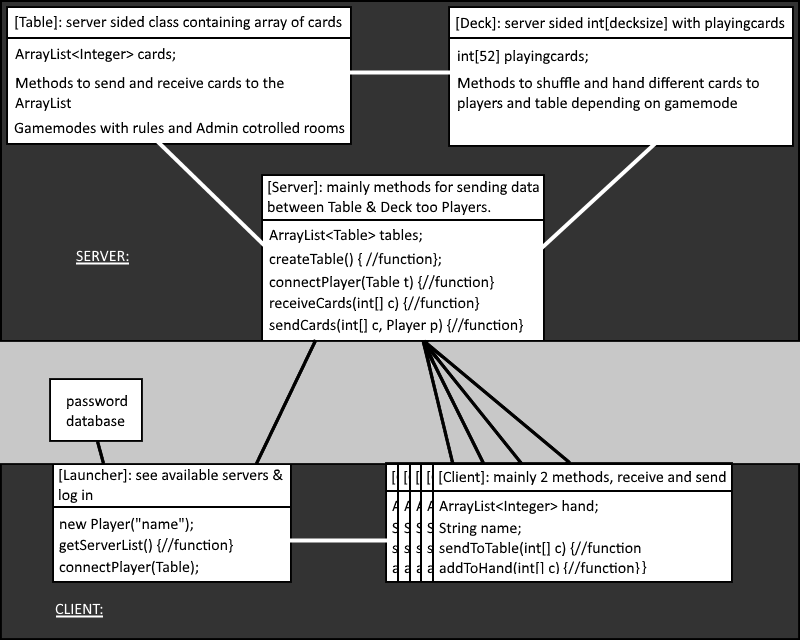 [Table]: server sided class containing array of cards
ArrayList<Integer> cards;
Methods to send and receive cards to the
ArrayList
Gamemodes with rules and Admin cotrolled rooms
[Deck]: server sided int[decksize] with playingcards
int[52] playingcards;
Methods to shuffle and hand different cards to
players and table depending on gamemode
[Server]: mainly methods for sending data
between Table & Deck too Players.
ArrayList<Table> tables;
createTable() { //function};
connectPlayer(Table t) {//function}
receiveCards(int[] c) {//function}
sendCards(int[] c, Player p) {//function}
SERVER:
password
database
[Launcher]: see available servers &
log in
new Player("name");
getServerList() {//function}
connectPlayer(Table);
[ [ [ [ [Client]: mainly 2 methods, receive and send
A A A A ArrayList<Integer> hand;
S S S S String name;
s s s s sendToTable(int[] c) {//function
a a a a addToHand(int[] c) {//function} }
CLIENT: